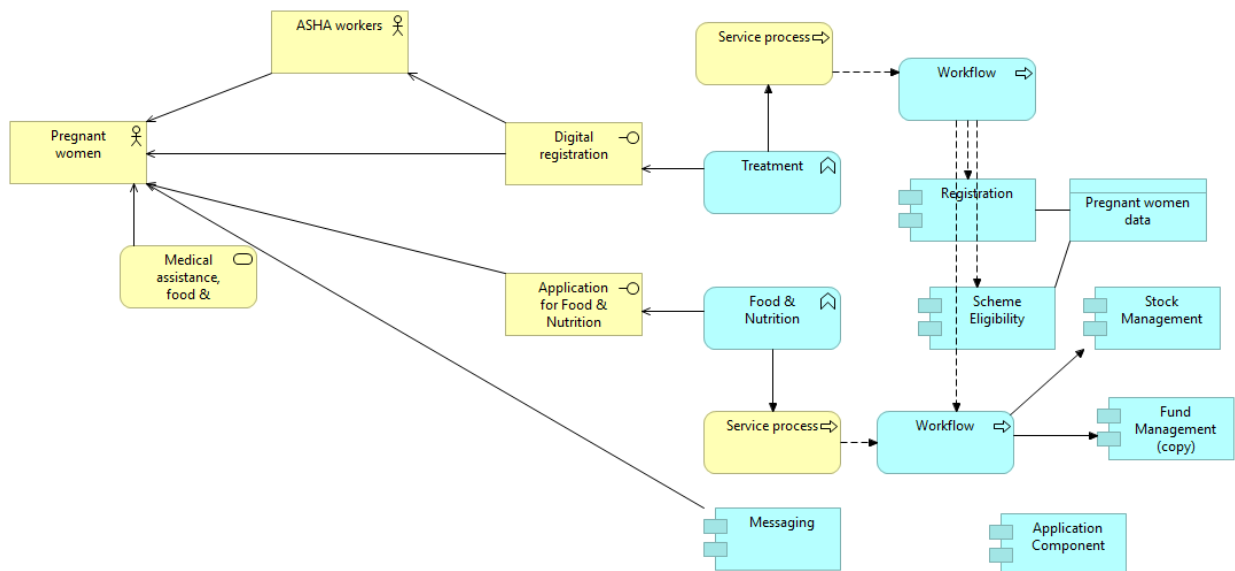 ASHA workers
Service process
Workflow
Pregnant
women
Digital
registration
Treatment
Registration
Pregnant women
data
Medical
assistance,
food &
Application
for Food &
Nutrition
Food &
Nutrition
Scheme
Eligibility
Stock
Management
Service process
Workflow
Fund
Management
(copy)
Messaging
Application
Component